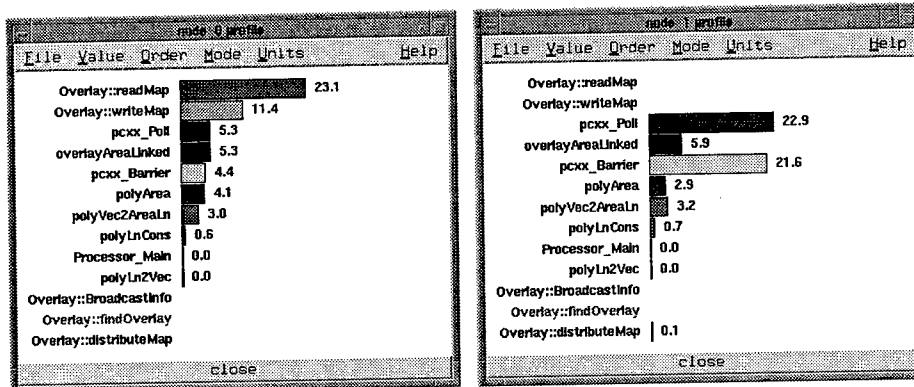 node 0 profile
File Value Order Mode Units Help
Overlay::readMap 23.1
Overlay::writeMap 11.4
pcxx_Poll 5.3
overlayAreaLinked 5.3
pcxx_Barrier 4.4
polyArea 4.1
polyVec2AreaLn 3.0
polyLnCons 0.6
Processor_Main 0.0
polyLn2Vec 0.0
Overlay::BroadcastInfo
Overlay::findOverlay
Overlay::distributeMap
close
node 1 profile
File Value Order Mode Units Help
Overlay::readMap
Overlay::writeMap
pcxx_Poll 22.9
overlayAreaLinked 5.9
pcxx_Barrier 21.6
polyArea 2.9
polyVec2AreaLn 3.2
polyLnCons 0.7
Processor_Main 0.0
polyLn2Vec 0.0
Overlay::BroadcastInfo
Overlay::findOverlay
Overlay::distributeMap 0.1
close